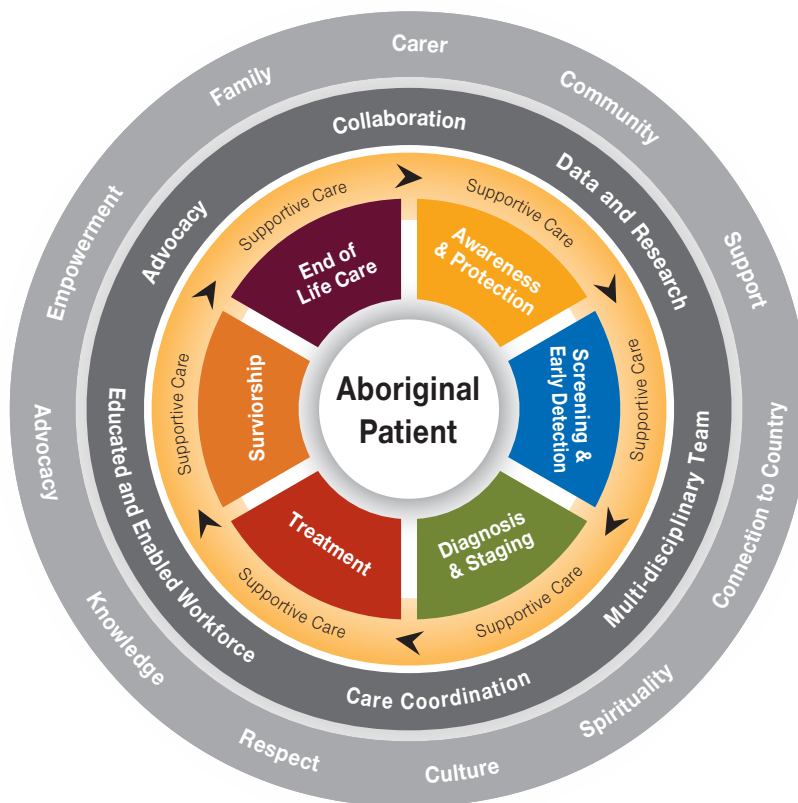 Carer
Community
Support
Connection to Country
Spirituality
Culture
Respect
Knowledge
Advocacy
Empowerment
Family
Collaboration
Data and Research
Multi-disciplinary Team
Care Coordination
Educated and Enabled Workforce
Advocacy
Supportive Care
Supportive Care
Supportive Care
Supportive Care
Supportive Care
Supportive Care
Awareness
& Protection
Screening &
Early Detection
Diagnosis
& Staging
Treatment
Surviorship
End of
Life Care
Aboriginal
Patient